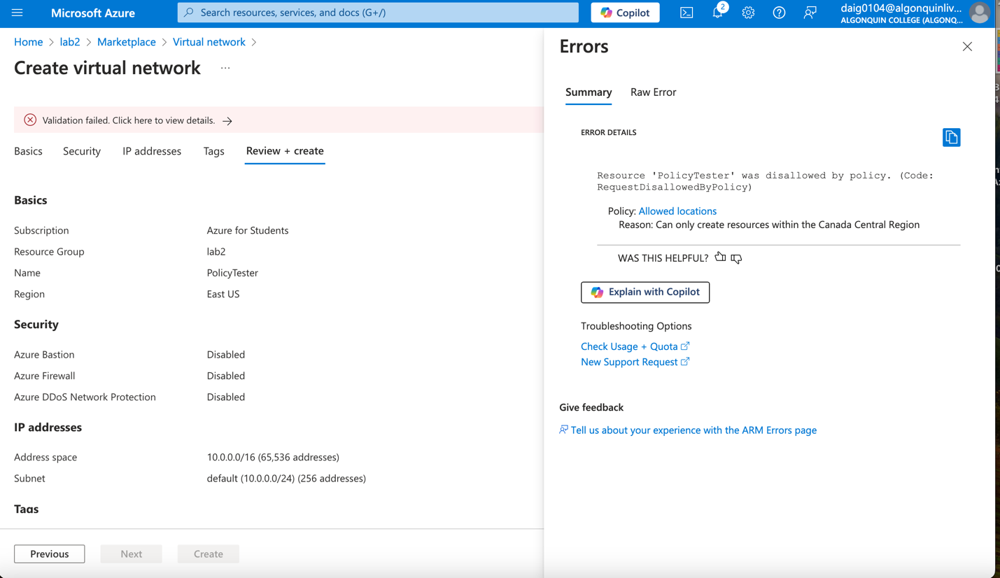 Microsoft Azure
Search resources, services, and docs (G+/)
Copilot
2
daig0104@algonquinliv...
ALGONQUIN COLLEGE (ALGONQ...
Home > lab2 > Marketplace > Virtual network >
Create virtual network ...
Validation failed. Click here to view details. →
Basics Security IP addresses Tags Review + create
Basics
Subscription Azure for Students
Resource Group lab2
Name PolicyTester
Region East US
Security
Azure Bastion Disabled
Azure Firewall Disabled
Azure DDoS Network Protection Disabled
IP addresses
Address space 10.0.0.0/16 (65,536 addresses)
Subnet default (10.0.0.0/24) (256 addresses)
Tags
Previous Next Create
Errors
Summary Raw Error
ERROR DETAILS
Resource 'PolicyTester' was disallowed by policy. (Code:
RequestDisallowedByPolicy)
Policy: Allowed locations
Reason: Can only create resources within the Canada Central Region
WAS THIS HELPFUL?
Explain with Copilot
Troubleshooting Options
Check Usage + Quota
New Support Request
Give feedback
Tell us about your experience with the ARM Errors page